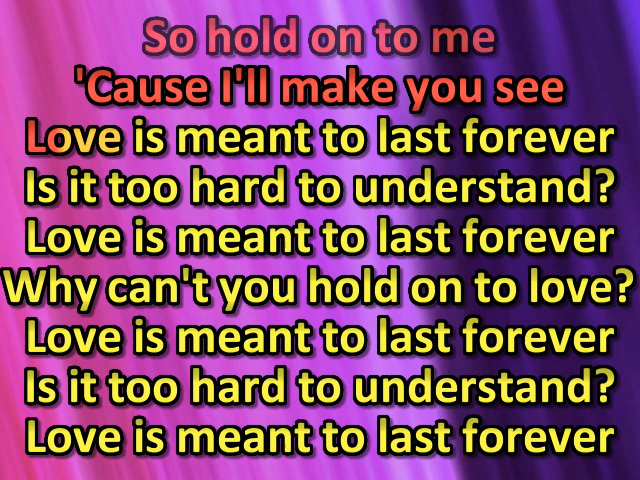 So hold on to me
'Cause I'll make you see
Love is meant to last forever
Is it too hard to understand?
Love is meant to last forever
Why can't you hold on to love?
Love is meant to last forever
Is it too hard to understand?
Love is meant to last forever